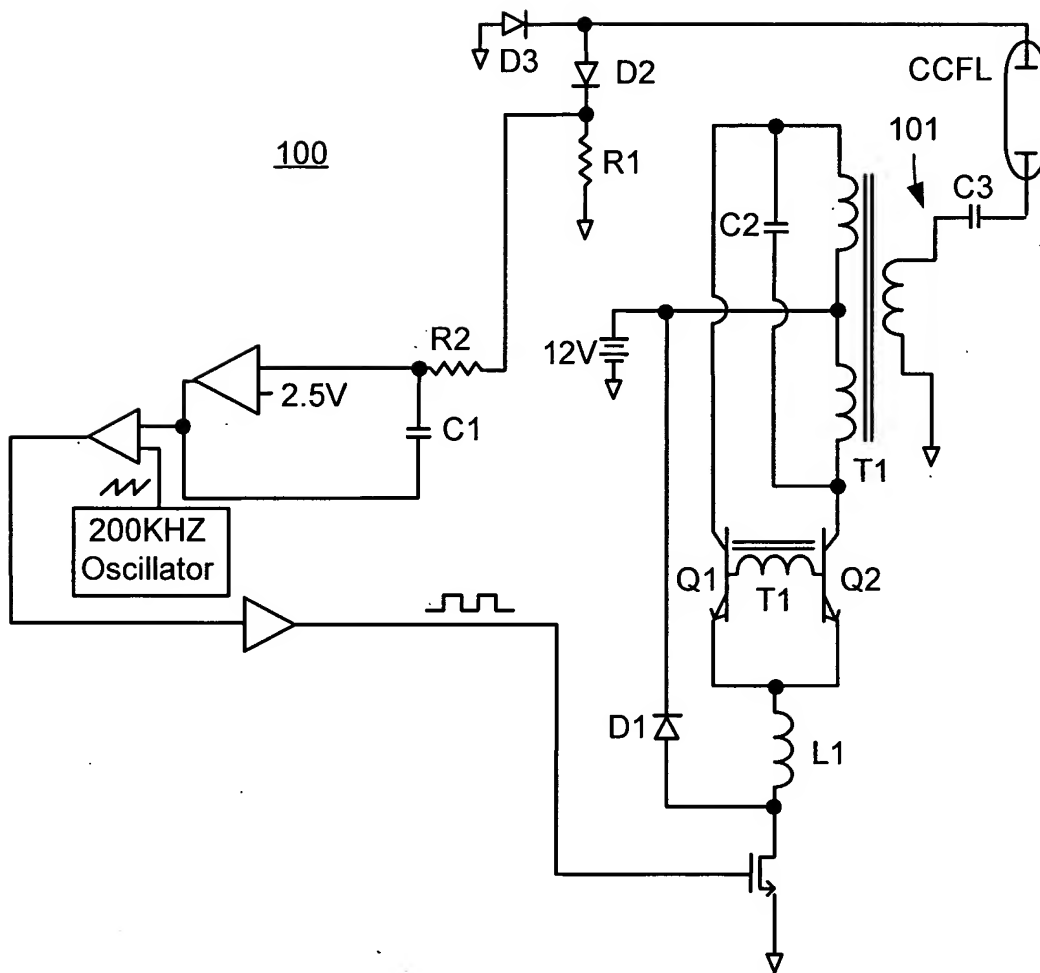 D3
D2
CCFL
100
R1
101
C3
C2
R2
12V
2.5V
C1
T1
200KHZ
Oscillator
Q1
T1
Q2
D1
L1